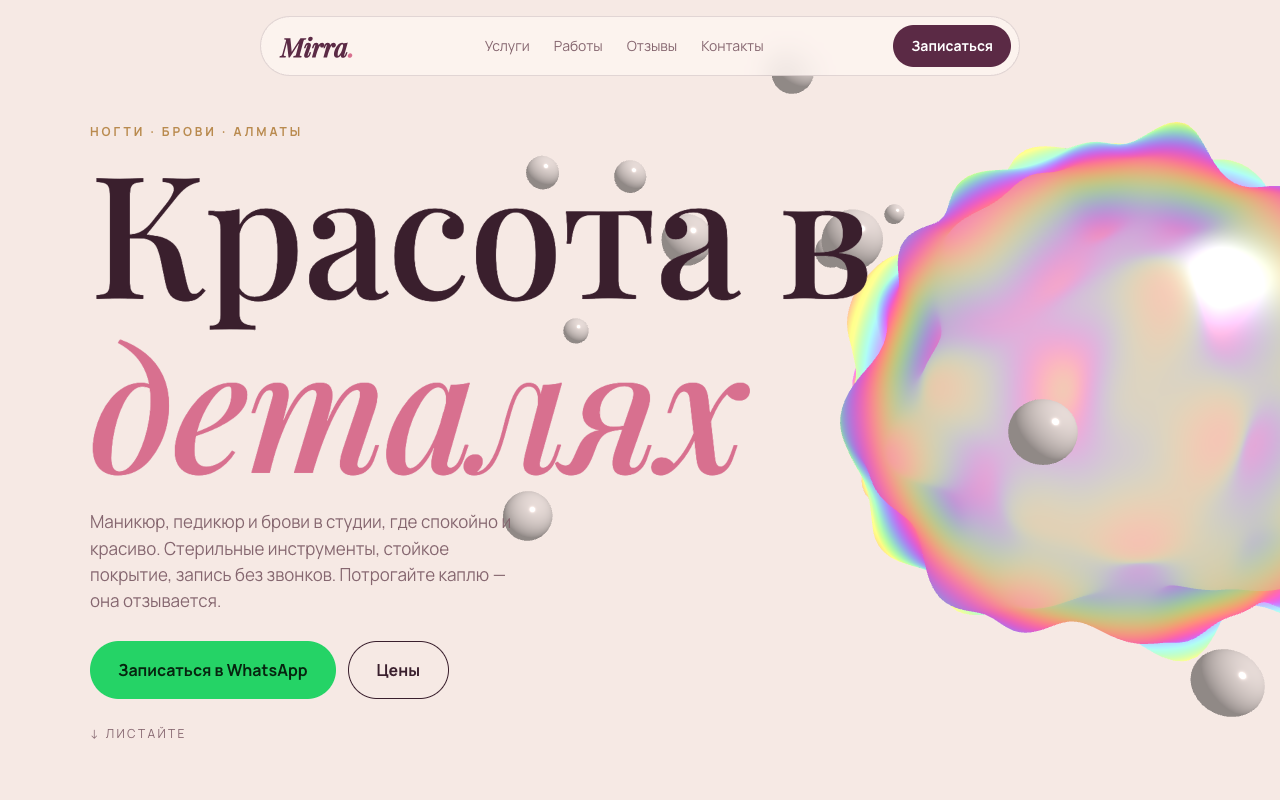 Mirra.
Услуги Работы Отзывы Контакты
Записаться
НОГТИ · БРОВИ · АЛМАТЫ
Красота в
деталях
Маникюр, педикюр и брови в студии, где спокойно и
красиво. Стерильные инструменты, стойкое
покрытие, запись без звонков. Потрогайте каплю —
она отзывается.
Записаться в WhatsApp
Цены
↓ ЛИСТАЙТЕ